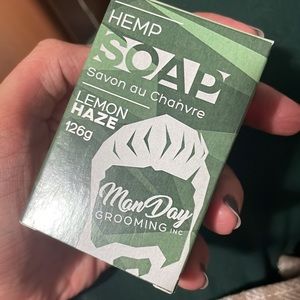 HEMP
SOAP
Savon au Chanvre
LEMON
HAZE
126g
ManDay
GROOMING INC